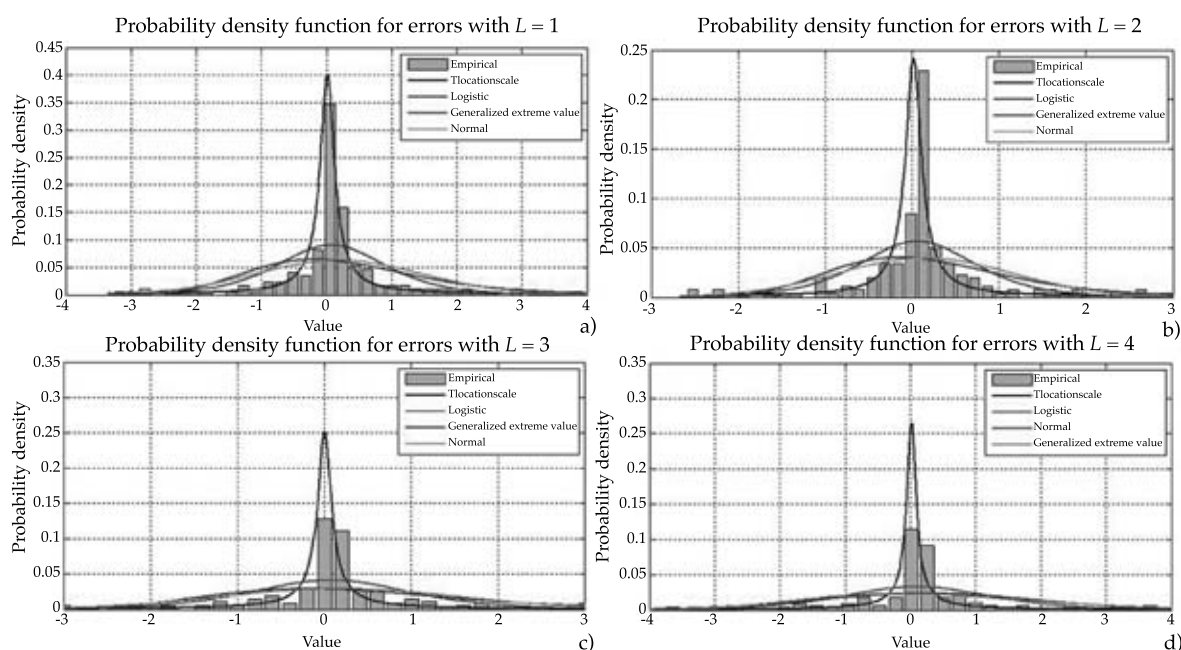 Probability density function for errors with L = 1
Probability density
0.45
0.4
0.35
0.3
0.25
0.2
0.15
0.1
0.05
0
Empirical
Tlocationscale
Logistic
Generalized extreme value
Normal
-4 -3 -2 -1 0 1 2 3 4
Value
a)
Probability density function for errors with L = 2
Probability density
0.25
0.2
0.15
0.1
0.05
0
Empirical
Tlocationscale
Logistic
Generalized extreme value
Normal
-3 -2 -1 0 1 2 3
Value
b)
Probability density function for errors with L = 3
Probability density
0.35
0.3
0.25
0.2
0.15
0.1
0.05
0
Empirical
Tlocationscale
Logistic
Generalized extreme value
Normal
-3 -2 -1 0 1 2 3
Value
c)
Probability density function for errors with L = 4
Probability density
0.35
0.3
0.25
0.2
0.15
0.1
0.05
0
Empirical
Tlocationscale
Logistic
Normal
Generalized extreme value
-4 -3 -2 -1 0 1 2 3 4
Value
d)